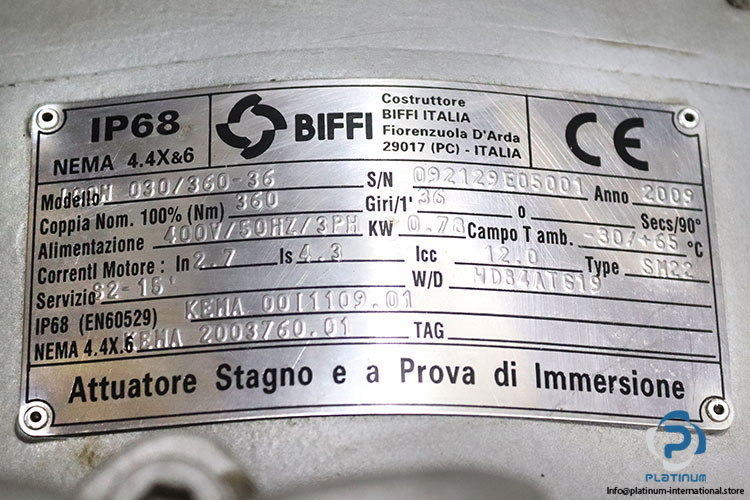 IP68
NEMA 4.4X&6
BIFFI
Costruttore
BIFFI ITALIA
Fiorenzuola D'Arda
29017 (PC) - ITALIA
CE
Modello 030/360-36 S/N 092129E05001 Anno 2009
Coppia Nom. 100% (Nm) 360 Giri/1' 36 o Secs/90°
Alimentazione 400V/50HZ/3PH KW 0.78 Campo T amb. -30/+65 °C
Correnti Motore : In 2.7 Is 4.3 Icc 12.0 Type SM22
Servizio S2-15' W/D WD84ATG19
IP68 (EN60529) KEMA 00I1109.01
NEMA 4.4X.6 KEMA 2003760.01 TAG
Attuatore Stagno e a Prova di Immersione
PLATINUM
Info@platinum-international.store